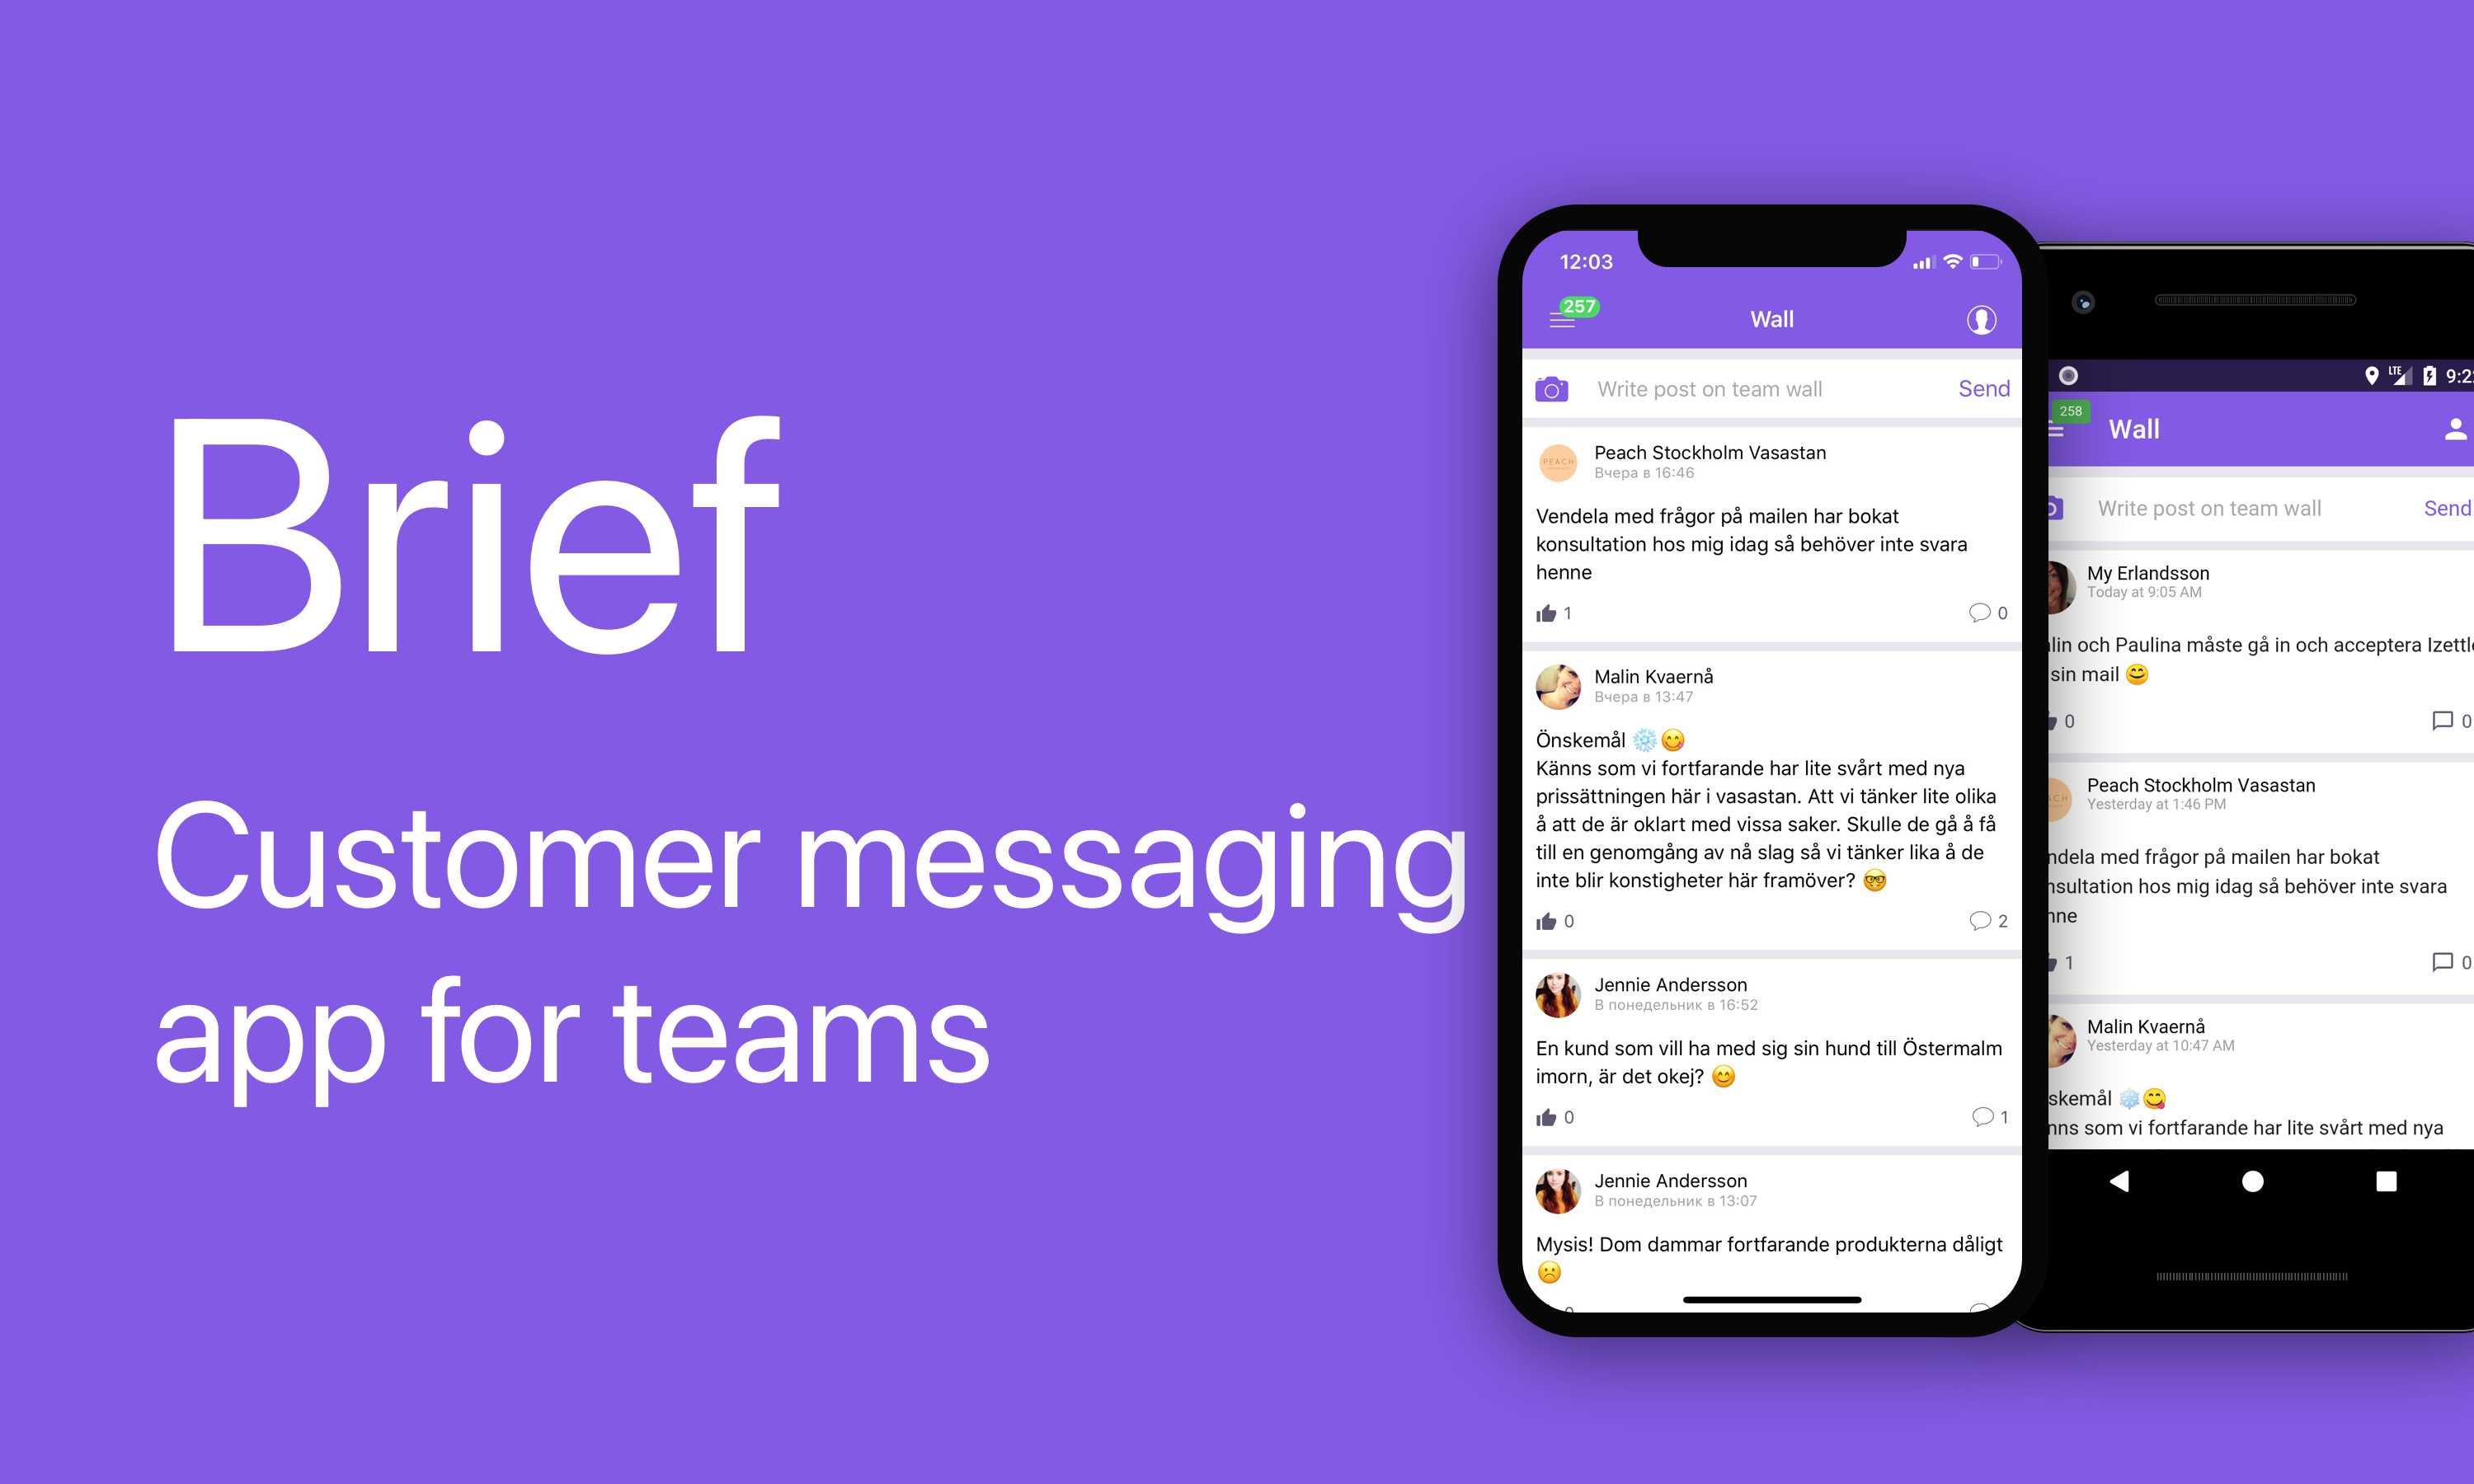 Brief
Customer messaging
app for teams
12:03
257
Wall
Write post on team wall
Send
PEACH
Peach Stockholm Vasastan
Вчера в 16:46
Vendela med frågor på mailen har bokat
konsultation hos mig idag så behöver inte svara
henne
1
0
Malin Kvaernå
Вчера в 13:47
Önskemål ❄️😋
Känns som vi fortfarande har lite svårt med nya
prissättningen här i vasastan. Att vi tänker lite olika
å att de är oklart med vissa saker. Skulle de gå å få
till en genomgång av nå slag så vi tänker lika å de
inte blir konstigheter här framöver? 🤓
0
2
Jennie Andersson
В понедельник в 16:52
En kund som vill ha med sig sin hund till Östermalm
imorn, är det okej? 😊
0
1
Jennie Andersson
В понедельник в 13:07
Mysis! Dom dammar fortfarande produkterna dåligt
☹️
LTE
9:2
258
Wall
Write post on team wall
Send
My Erlandsson
Today at 9:05 AM
lin och Paulina måste gå in och acceptera Izettl
sin mail 😊
0
0
ACH
Peach Stockholm Vasastan
Yesterday at 1:46 PM
ndela med frågor på mailen har bokat
nsultation hos mig idag så behöver inte svara
nne
1
0
Malin Kvaernå
Yesterday at 10:47 AM
skemål ❄️😋
nns som vi fortfarande har lite svårt med nya